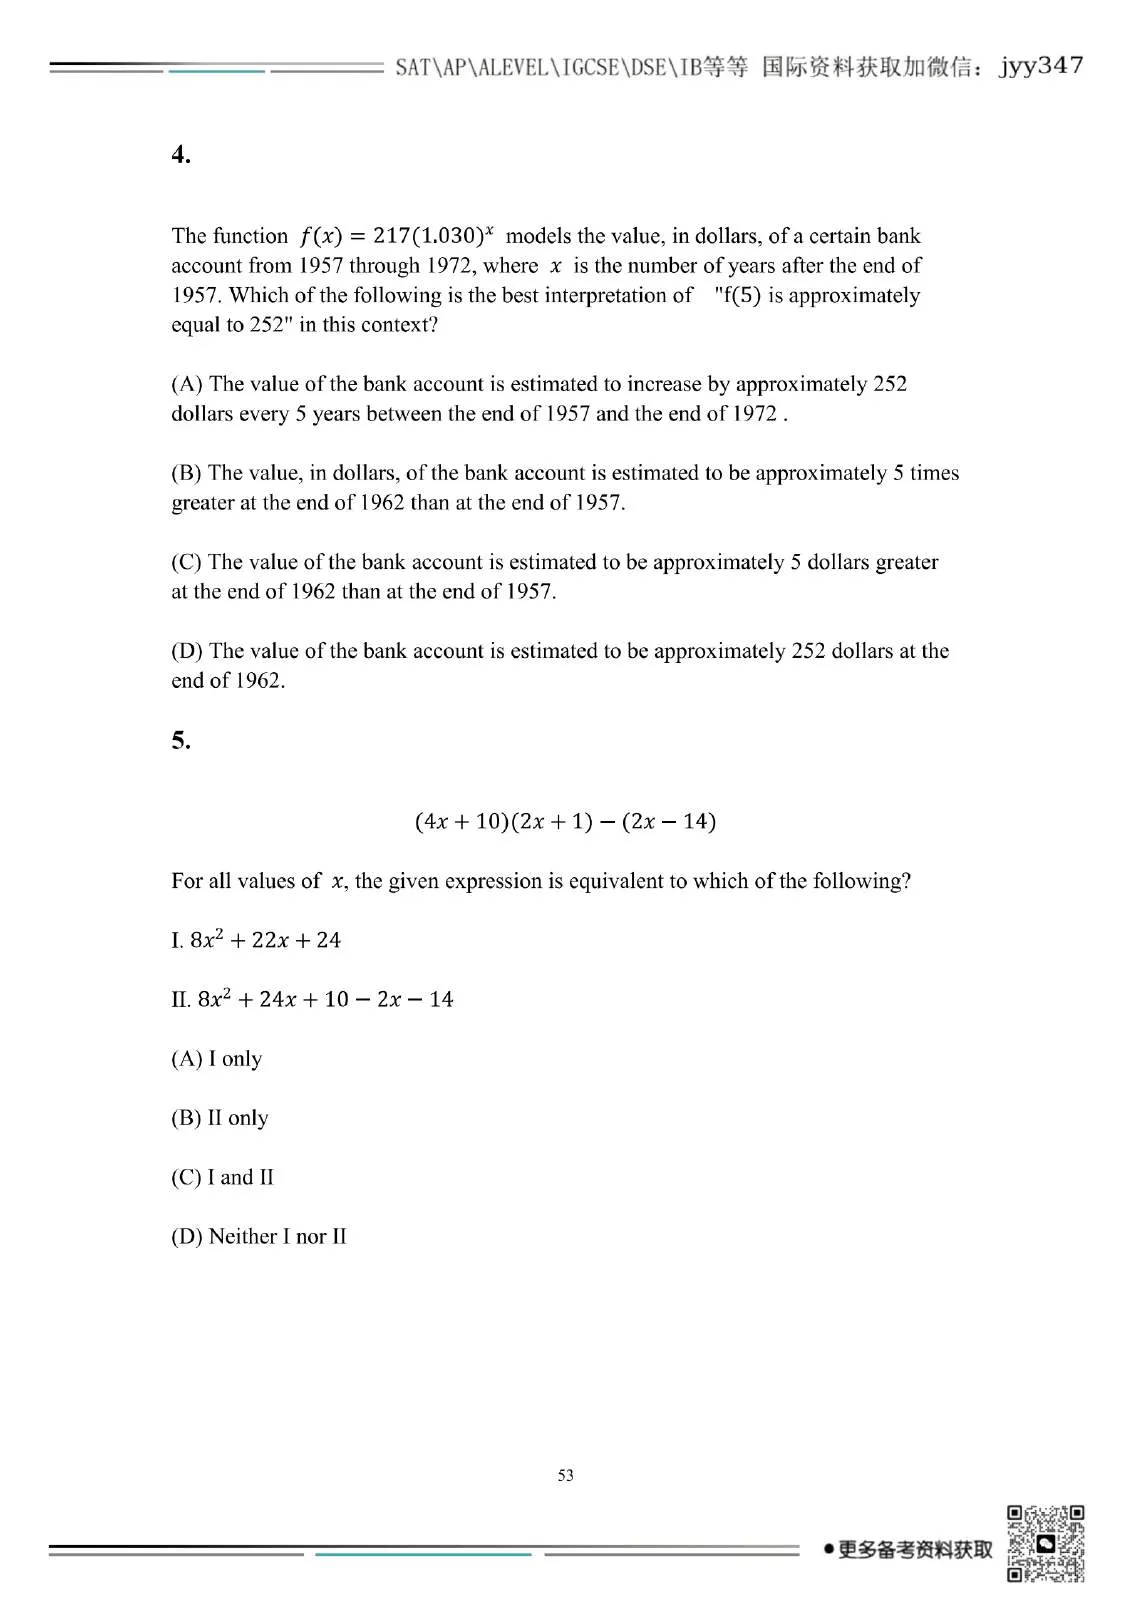 SAT\AP\ALEVEL\IGCSE\DSE\IB等等 国际资料获取加微信：jyy347
4.
The function f(x) = 217(1.030)^x models the value, in dollars, of a certain bank
account from 1957 through 1972, where x is the number of years after the end of
1957. Which of the following is the best interpretation of "f(5) is approximately
equal to 252" in this context?
(A) The value of the bank account is estimated to increase by approximately 252
dollars every 5 years between the end of 1957 and the end of 1972 .
(B) The value, in dollars, of the bank account is estimated to be approximately 5 times
greater at the end of 1962 than at the end of 1957.
(C) The value of the bank account is estimated to be approximately 5 dollars greater
at the end of 1962 than at the end of 1957.
(D) The value of the bank account is estimated to be approximately 252 dollars at the
end of 1962.
5.
(4x + 10)(2x + 1) − (2x − 14)
For all values of x, the given expression is equivalent to which of the following?
I. 8x² + 22x + 24
II. 8x² + 24x + 10 − 2x − 14
(A) I only
(B) II only
(C) I and II
(D) Neither I nor II
53
●更多备考资料获取